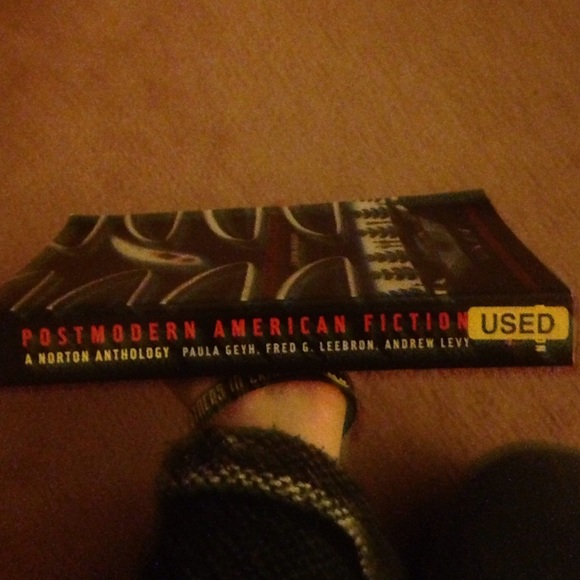 POSTMODERN AMERICAN FICTION
USED
A NORTON ANTHOLOGY PAULA GEYH, FRED G. LEEBRON, ANDREW LEVY